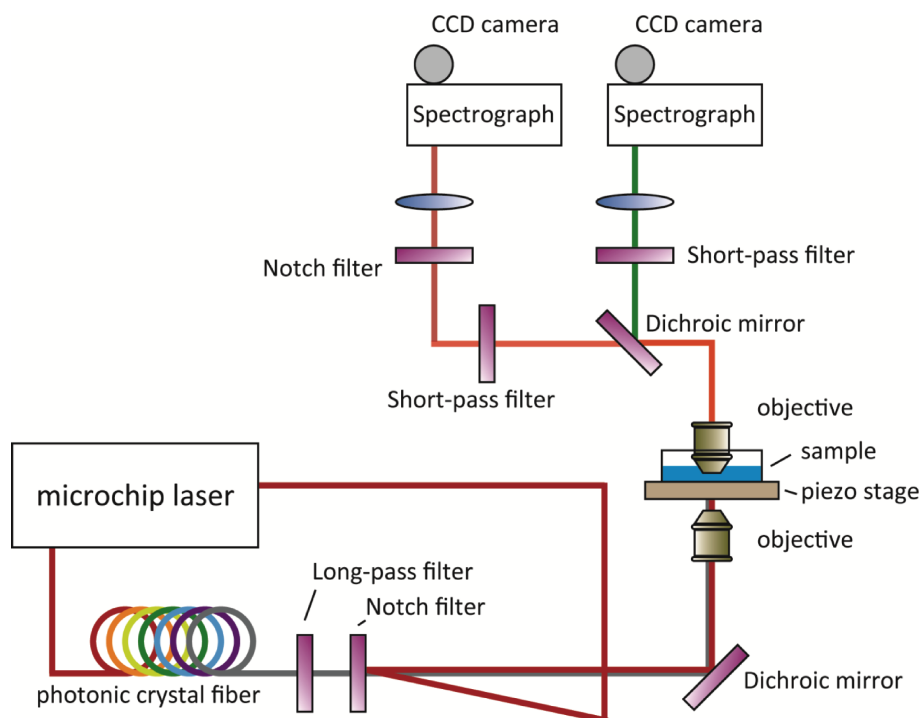 CCD camera
CCD camera
Spectrograph
Spectrograph
Notch filter
Short-pass filter
Dichroic mirror
Short-pass filter
objective
sample
piezo stage
objective
microchip laser
Long-pass filter
Notch filter
photonic crystal fiber
Dichroic mirror